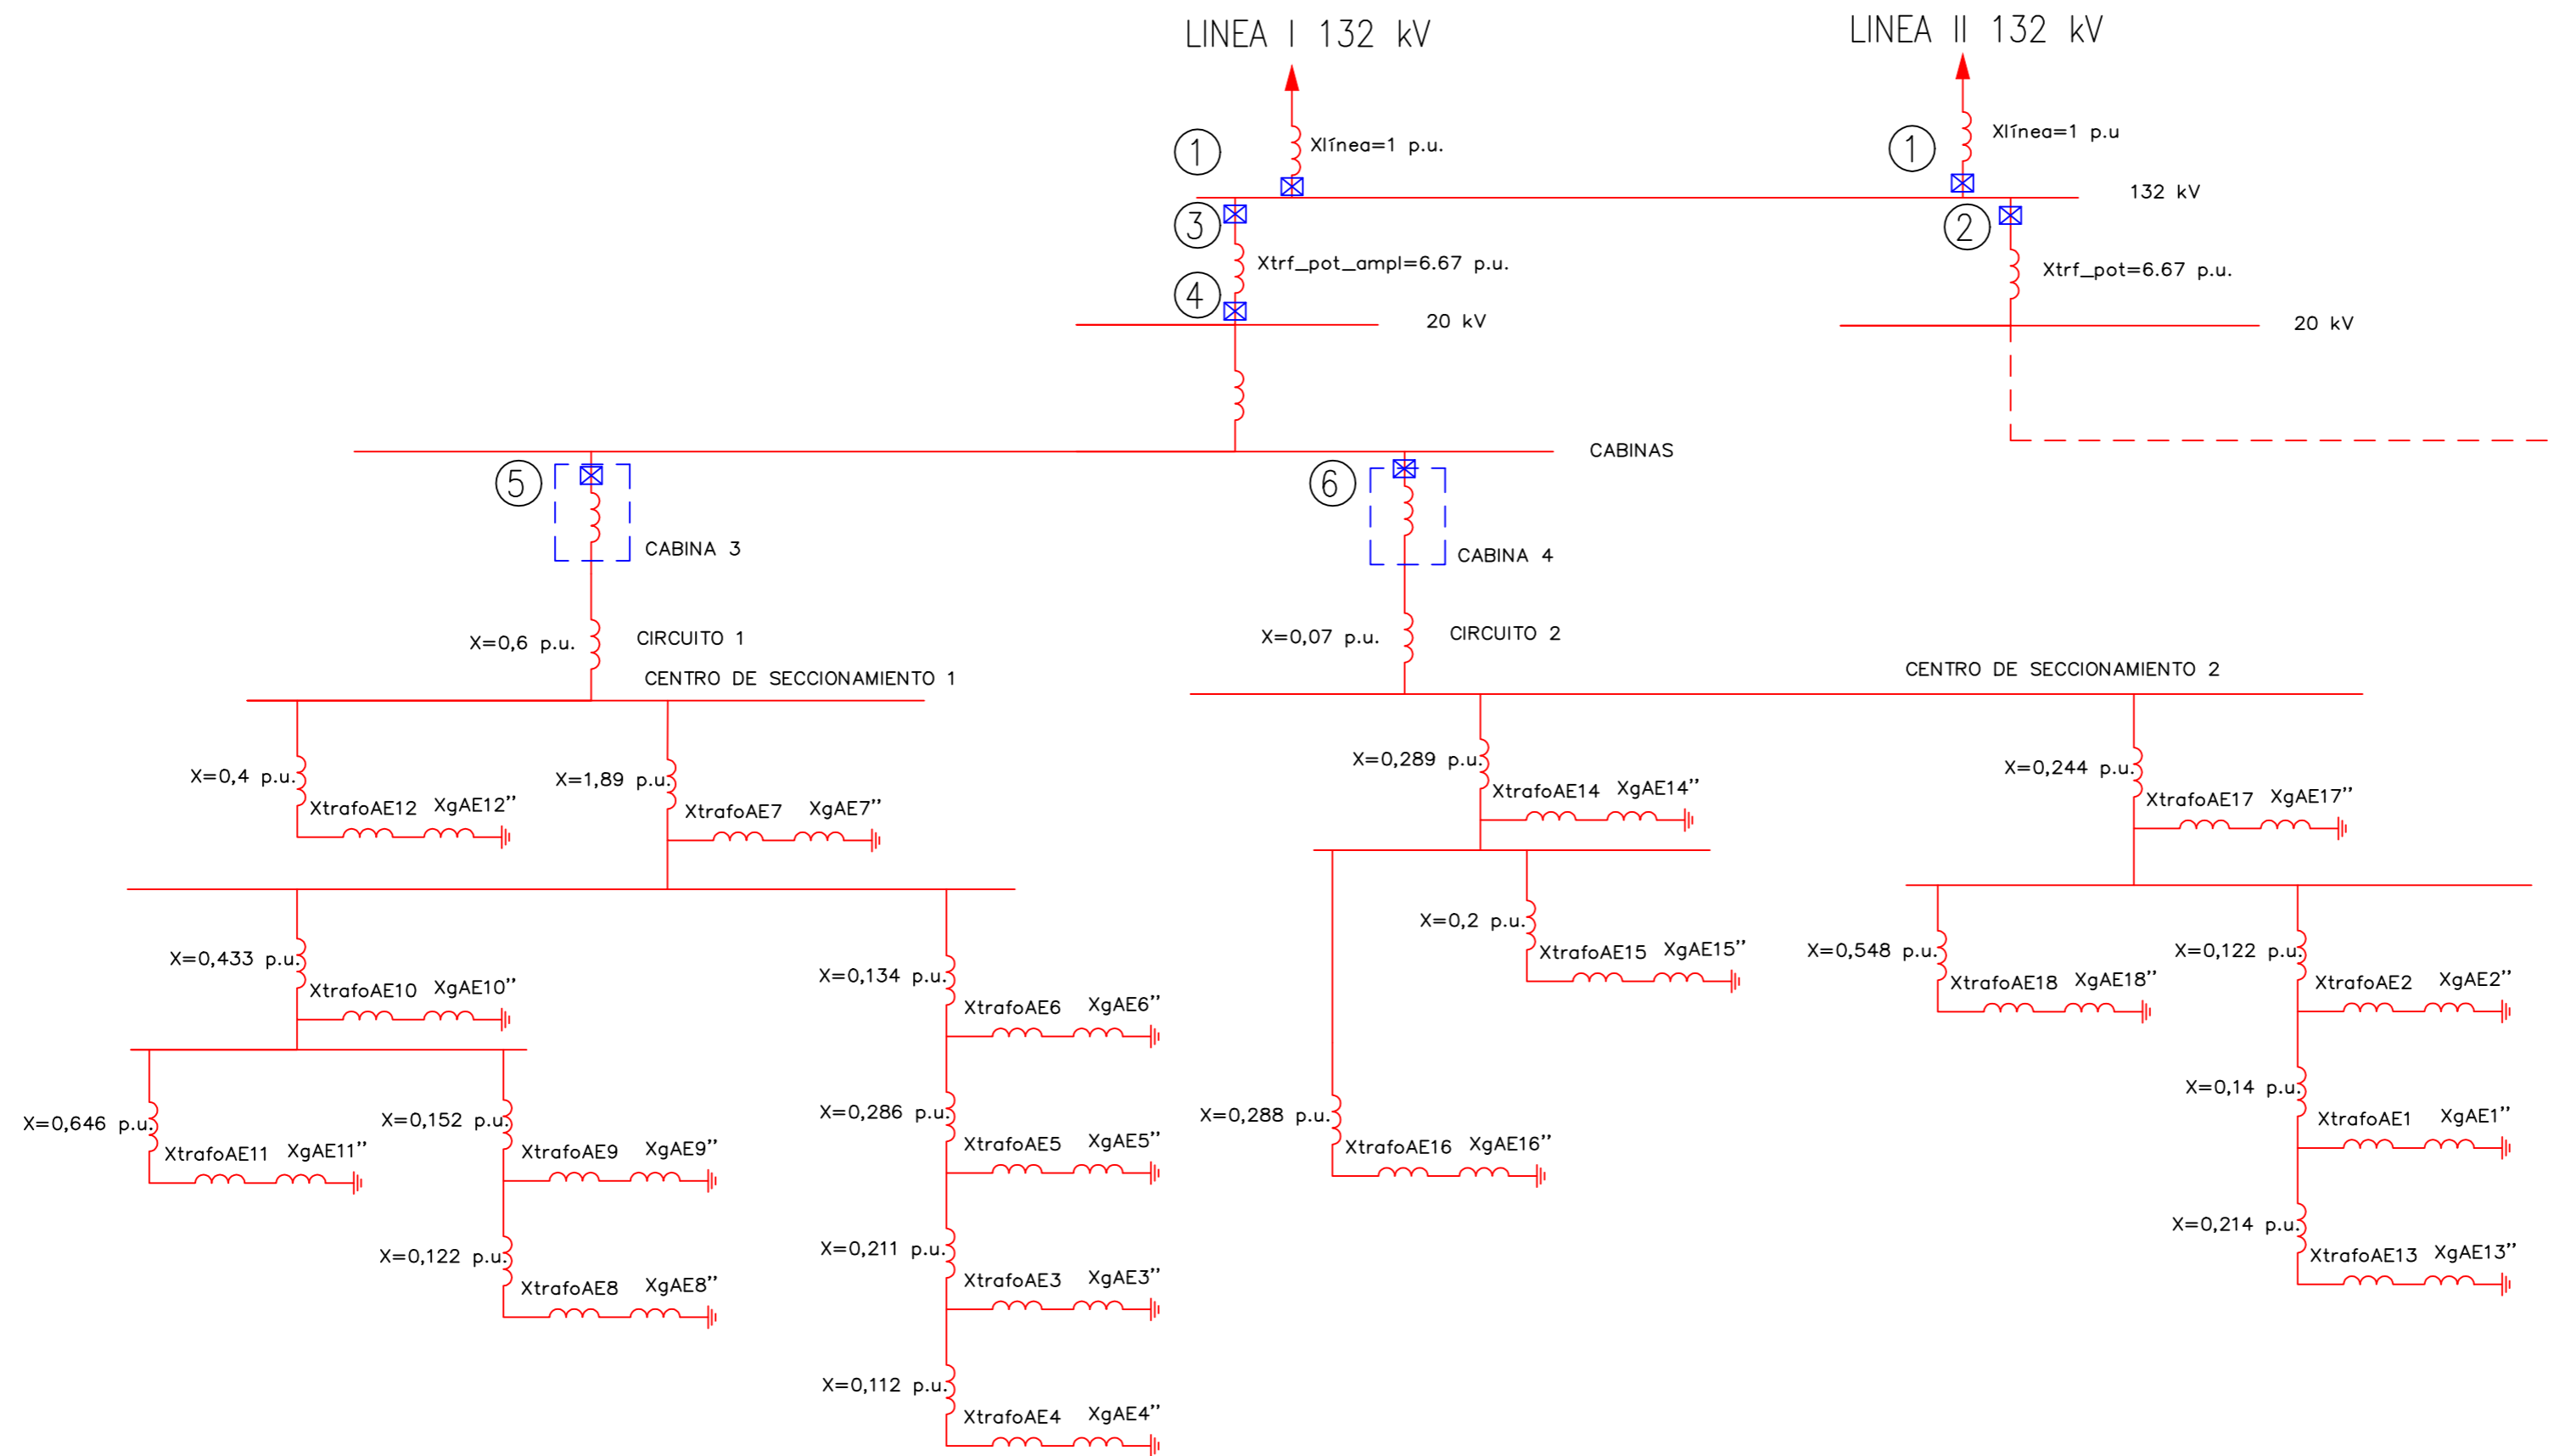 LINEA I 132 kV
LINEA II 132 kV
1
Xlínea=1 p.u.
1
Xlínea=1 p.u
132 kV
3
2
Xtrf_pot_ampl=6.67 p.u.
Xtrf_pot=6.67 p.u.
4
20 kV
20 kV
CABINAS
5
6
CABINA 3
CABINA 4
X=0,6 p.u.
CIRCUITO 1
X=0,07 p.u.
CIRCUITO 2
CENTRO DE SECCIONAMIENTO 1
CENTRO DE SECCIONAMIENTO 2
X=0,4 p.u.
XtrafoAE12 XgAE12''
X=1,89 p.u.
XtrafoAE7 XgAE7''
X=0,289 p.u.
XtrafoAE14 XgAE14''
X=0,244 p.u.
XtrafoAE17 XgAE17''
X=0,433 p.u.
XtrafoAE10 XgAE10''
X=0,134 p.u.
XtrafoAE6 XgAE6''
X=0,2 p.u.
XtrafoAE15 XgAE15''
X=0,548 p.u.
XtrafoAE18 XgAE18''
X=0,122 p.u.
XtrafoAE2 XgAE2''
X=0,646 p.u.
XtrafoAE11 XgAE11''
X=0,152 p.u.
XtrafoAE9 XgAE9''
X=0,286 p.u.
XtrafoAE5 XgAE5''
X=0,288 p.u.
XtrafoAE16 XgAE16''
X=0,14 p.u.
XtrafoAE1 XgAE1''
X=0,122 p.u.
XtrafoAE8 XgAE8''
X=0,211 p.u.
XtrafoAE3 XgAE3''
X=0,214 p.u.
XtrafoAE13 XgAE13''
X=0,112 p.u.
XtrafoAE4 XgAE4''